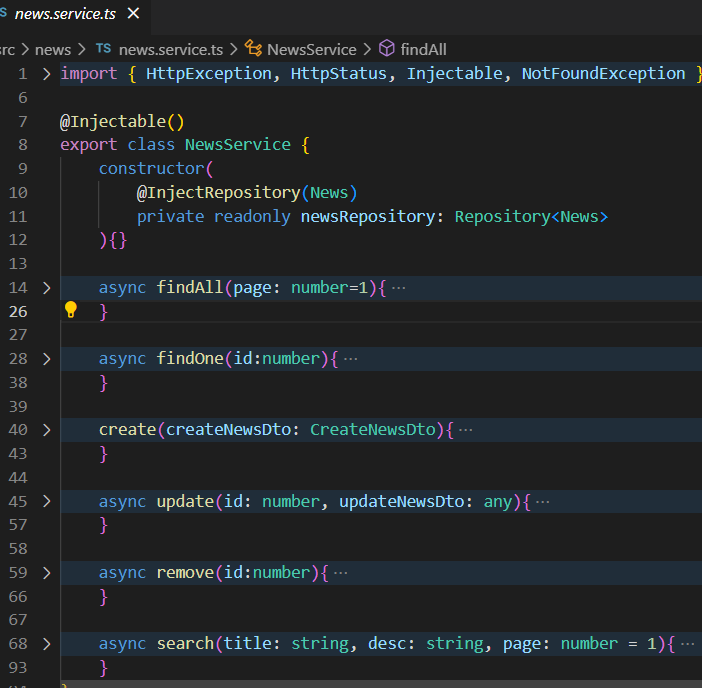 news.service.ts
src > news > TS news.service.ts > NewsService > findAll
1 import { HttpException, HttpStatus, Injectable, NotFoundException }
6
7 @Injectable()
8 export class NewsService {
9 constructor(
10 @InjectRepository(News)
11 private readonly newsRepository: Repository<News>
12 ){}
13
14 async findAll(page: number=1){ ···
26 }
27
28 async findOne(id:number){ ···
38 }
39
40 create(createNewsDto: CreateNewsDto){ ···
43 }
44
45 async update(id: number, updateNewsDto: any){ ···
57 }
58
59 async remove(id:number){ ···
66 }
67
68 async search(title: string, desc: string, page: number = 1){ ···
93 }